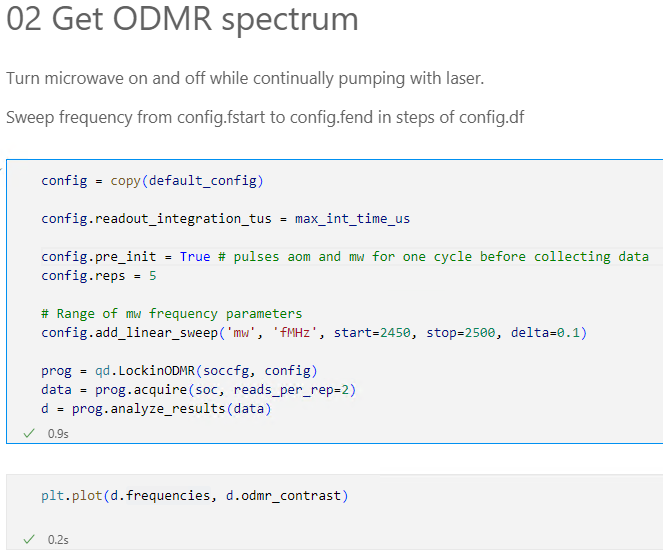 02 Get ODMR spectrum
Turn microwave on and off while continually pumping with laser.
Sweep frequency from config.fstart to config.fend in steps of config.df
config = copy(default_config)
config.readout_integration_tus = max_int_time_us
config.pre_init = True # pulses aom and mw for one cycle before collecting data
config.reps = 5
# Range of mw frequency parameters
config.add_linear_sweep('mw', 'fMHz', start=2450, stop=2500, delta=0.1)
prog = qd.LockinODMR(soccfg, config)
data = prog.acquire(soc, reads_per_rep=2)
d = prog.analyze_results(data)
0.9s
plt.plot(d.frequencies, d.odmr_contrast)
0.2s